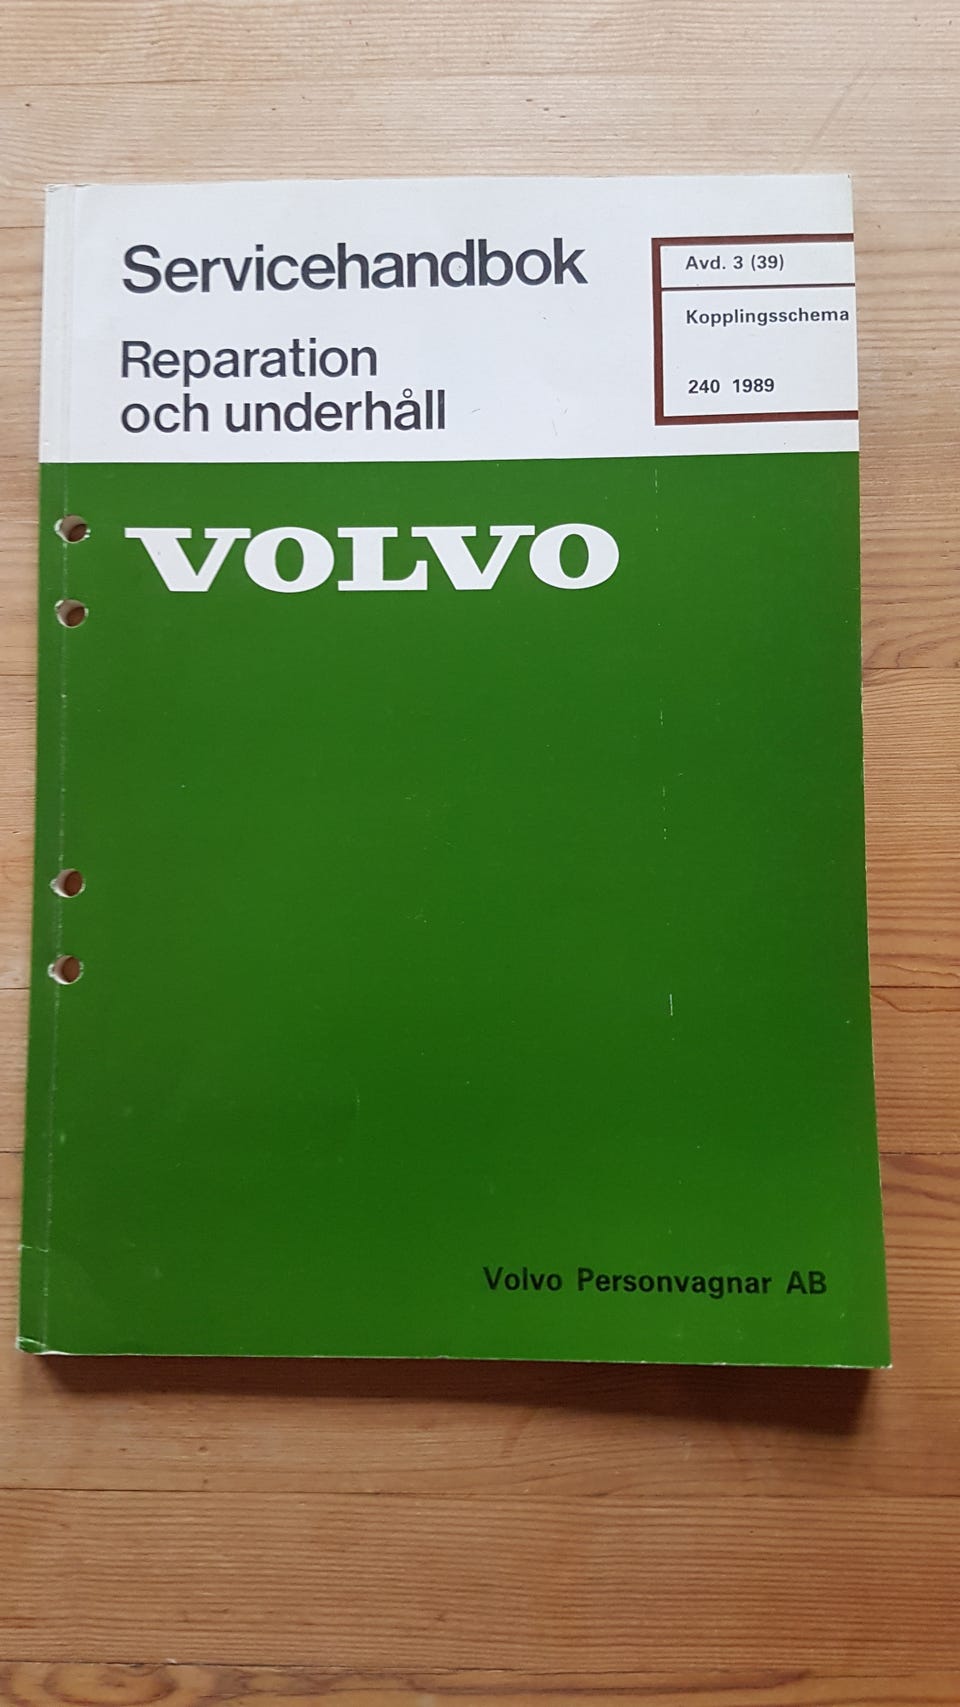 Servicehandbok
Reparation
och underhåll
Avd. 3 (39)
Kopplingsschema
240 1989
VOLVO
Volvo Personvagnar AB